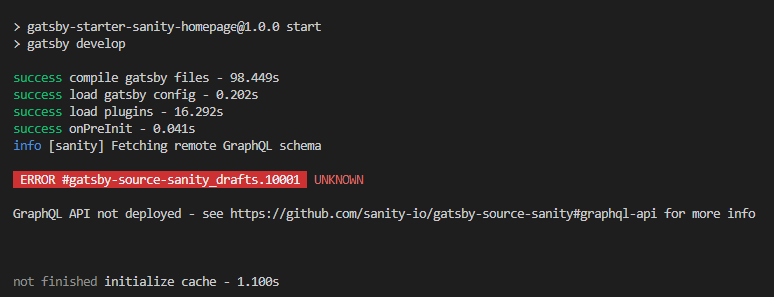 > gatsby-starter-sanity-homepage@1.0.0 start
> gatsby develop
success compile gatsby files - 98.449s
success load gatsby config - 0.202s
success load plugins - 16.292s
success onPreInit - 0.041s
info [sanity] Fetching remote GraphQL schema
ERROR #gatsby-source-sanity_drafts.10001 UNKNOWN
GraphQL API not deployed - see https://github.com/sanity-io/gatsby-source-sanity#graphql-api for more info
not finished initialize cache - 1.100s